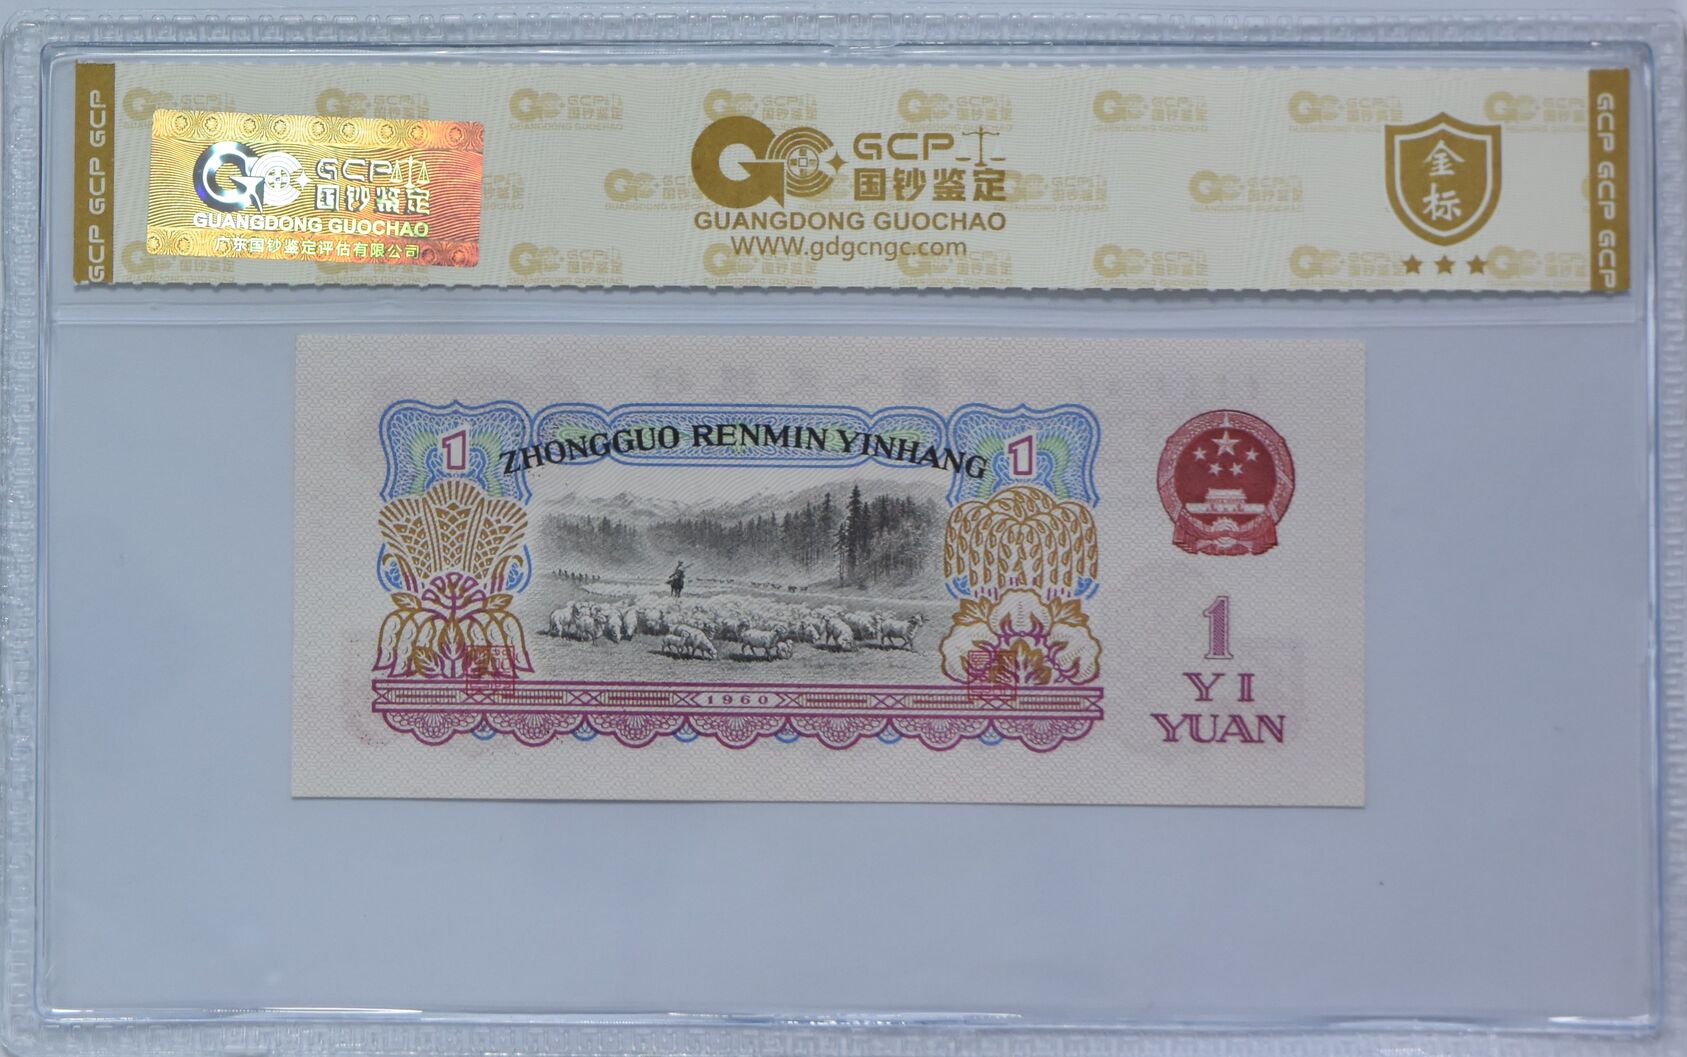 GCP GCP GCP
GCP 国钞鉴定
GUANGDONG GUOCHAO
广东国钞鉴定评估有限公司
GCP
国钞鉴定
GUANGDONG GUOCHAO
WWW.gdgcngc.com
金标
GCP GCP GCP
1
ZHONGGUO RENMIN YINHANG
1
1960
1
YI
YUAN